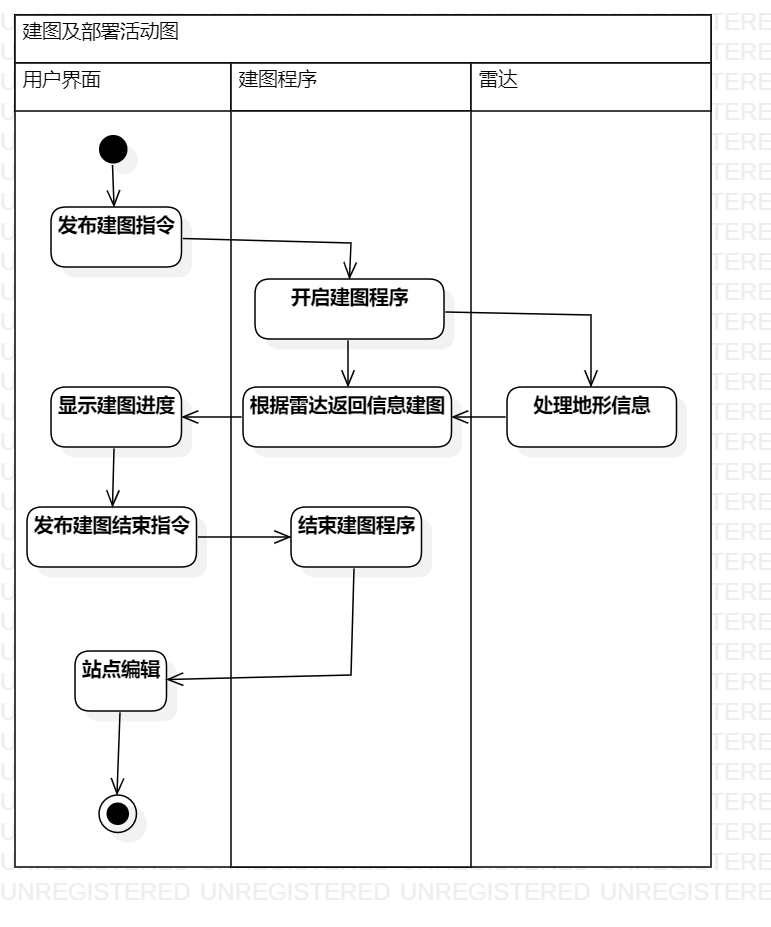 建图及部署活动图
用户界面
建图程序
雷达
发布建图指令
开启建图程序
显示建图进度
根据雷达返回信息建图
处理地形信息
发布建图结束指令
结束建图程序
站点编辑
UNREGISTERED UNREGISTERED UNREGISTERED UNREGISTERE